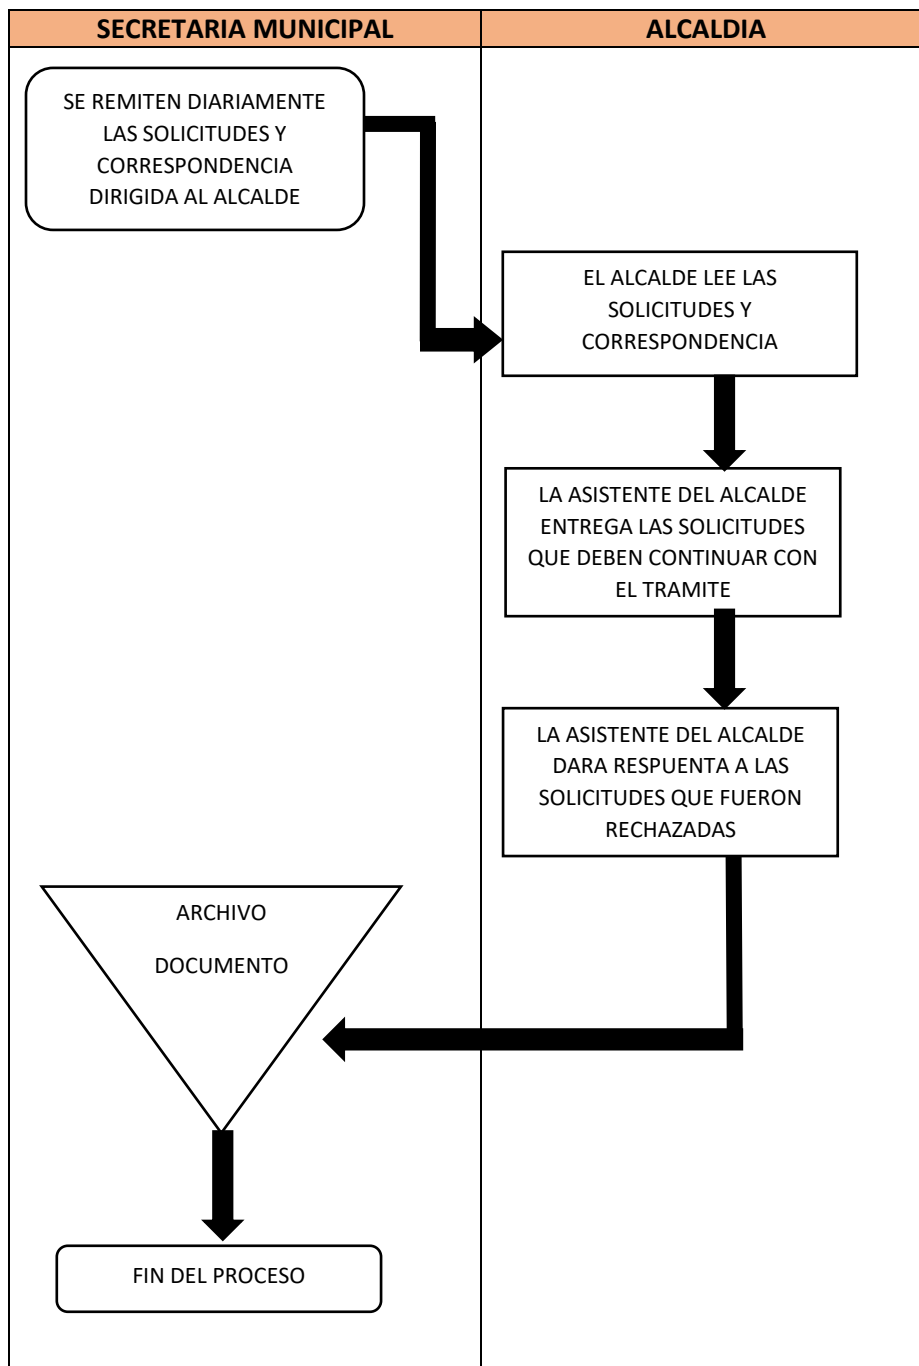 SECRETARIA MUNICIPAL
ALCALDIA
SE REMITEN DIARIAMENTE
LAS SOLICITUDES Y
CORRESPONDENCIA
DIRIGIDA AL ALCALDE
EL ALCALDE LEE LAS
SOLICITUDES Y
CORRESPONDENCIA
LA ASISTENTE DEL ALCALDE
ENTREGA LAS SOLICITUDES
QUE DEBEN CONTINUAR CON
EL TRAMITE
LA ASISTENTE DEL ALCALDE
DARA RESPUENTA A LAS
SOLICITUDES QUE FUERON
RECHAZADAS
ARCHIVO
DOCUMENTO
FIN DEL PROCESO